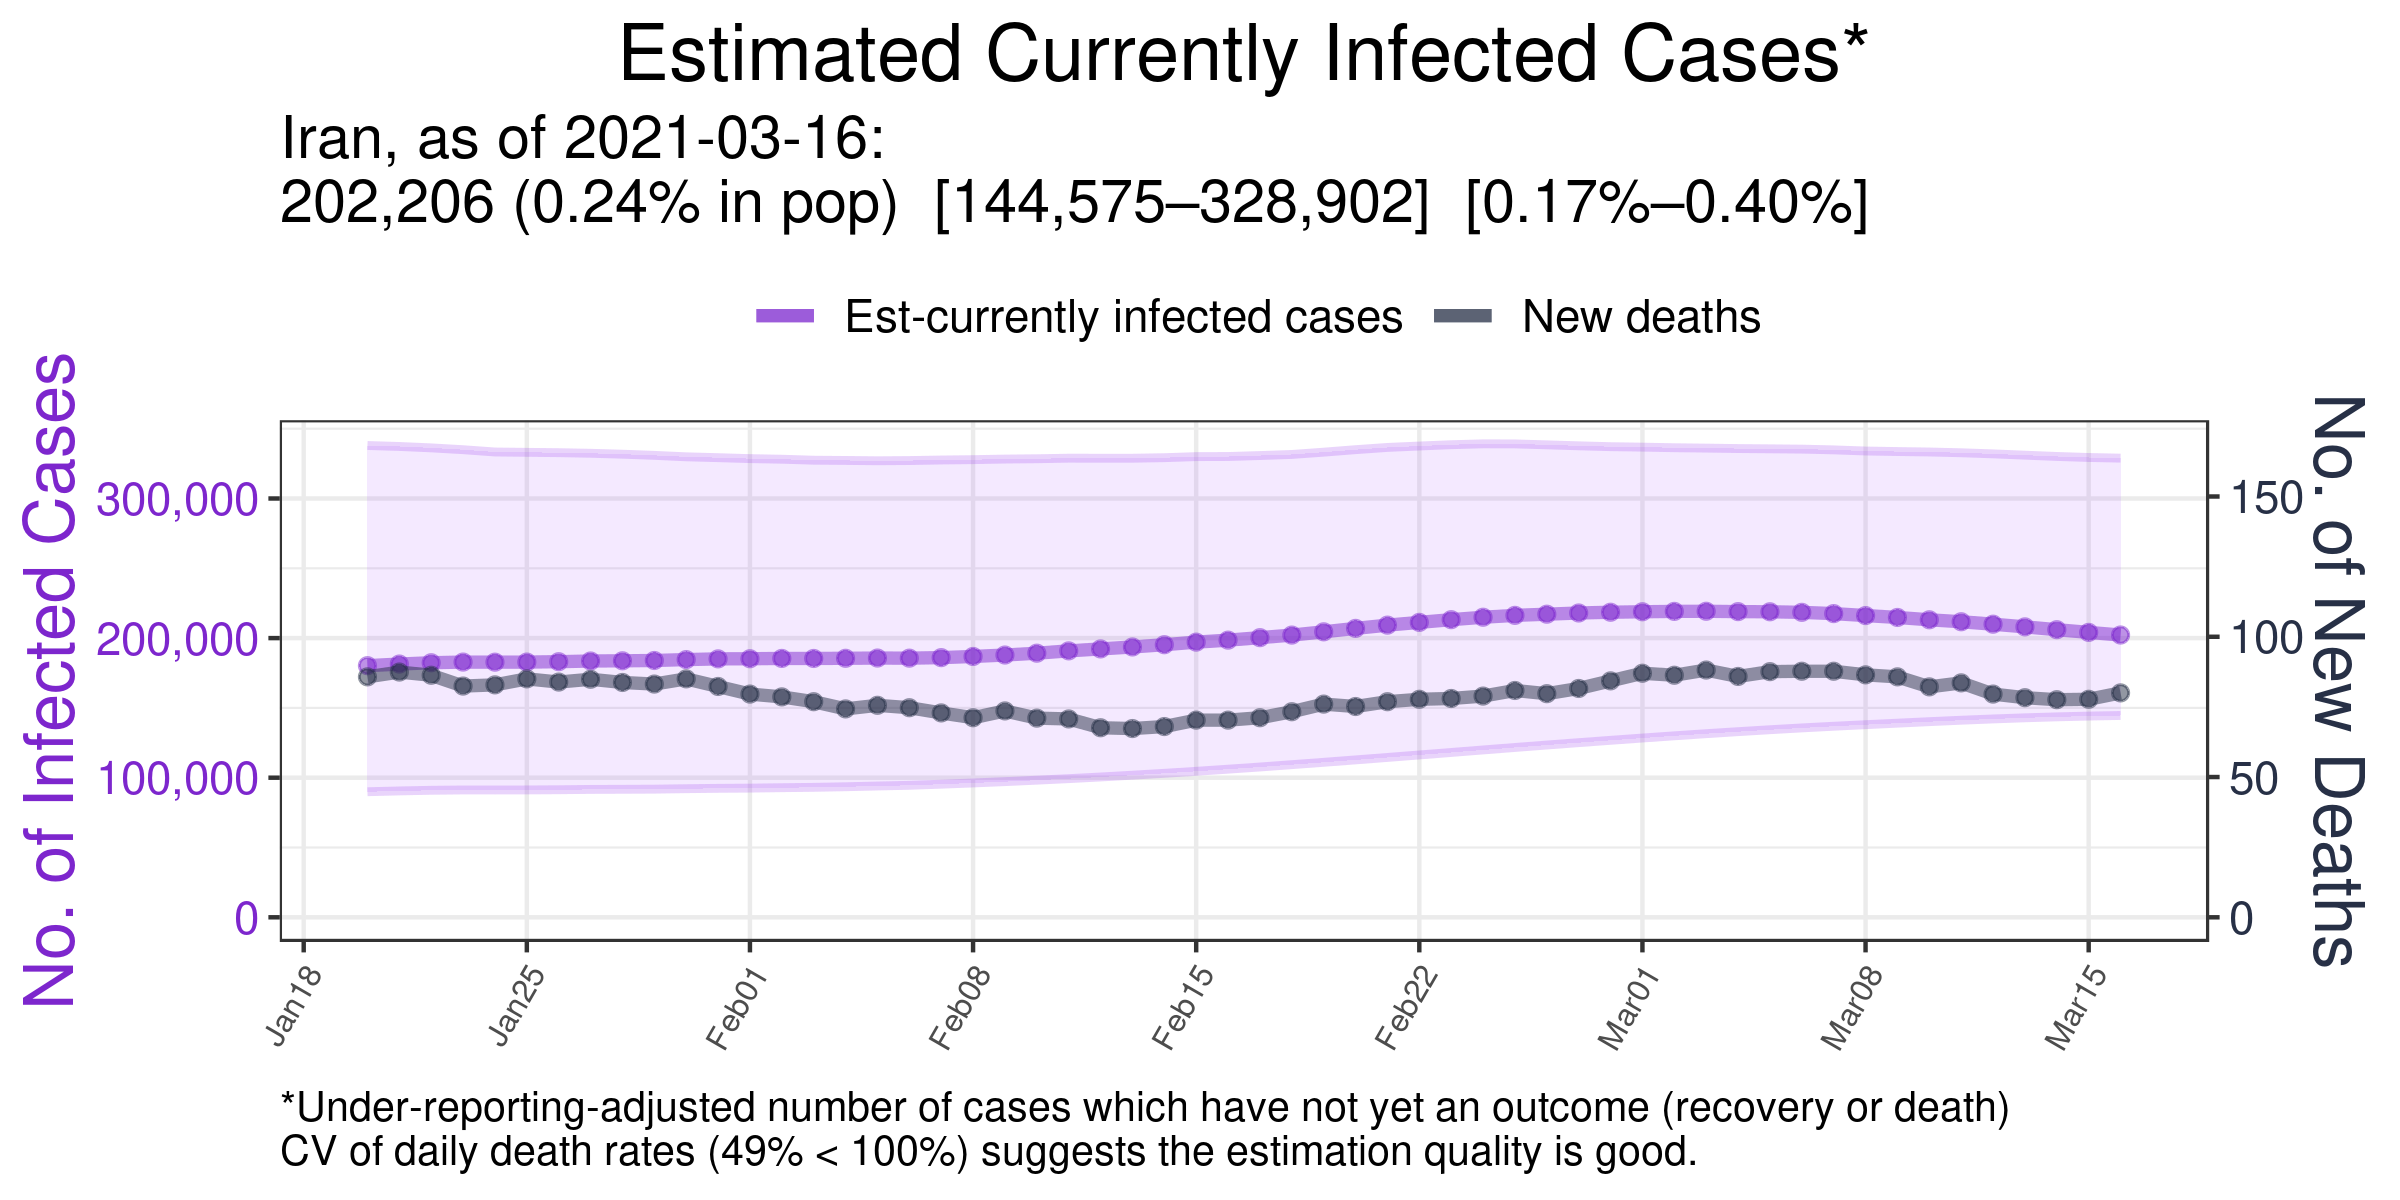 Estimated Currently Infected Cases*
Iran, as of 2021-03-16:
202,206 (0.24% in pop)  [144,575–328,902]  [0.17%–0.40%]
Est-currently infected cases
New deaths
No. of Infected Cases
300,000
200,000
100,000
0
150
100
50
0
No. of New Deaths
Jan18
Jan25
Feb01
Feb08
Feb15
Feb22
Mar01
Mar08
Mar15
*Under-reporting-adjusted number of cases which have not yet an outcome (recovery or death)
CV of daily death rates (49% < 100%) suggests the estimation quality is good.